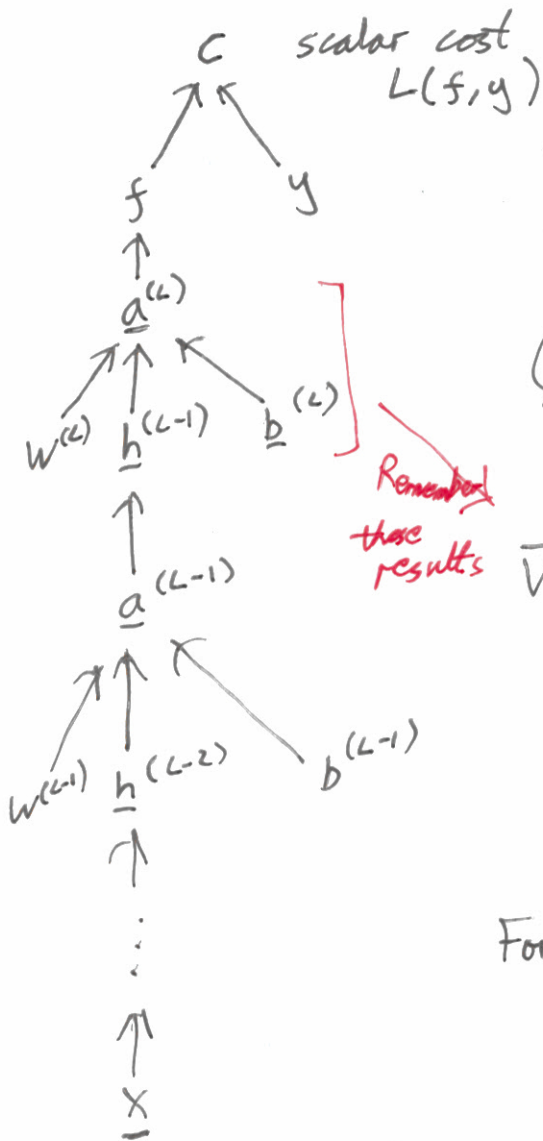 c scalar cost
L(f,y)
f y
a^(L)
W^(L) h^(L-1) b^(L)
Remember
these
results
a^(L-1)
W^(L-1) h^(L-2) b^(L-1)
⋮
x